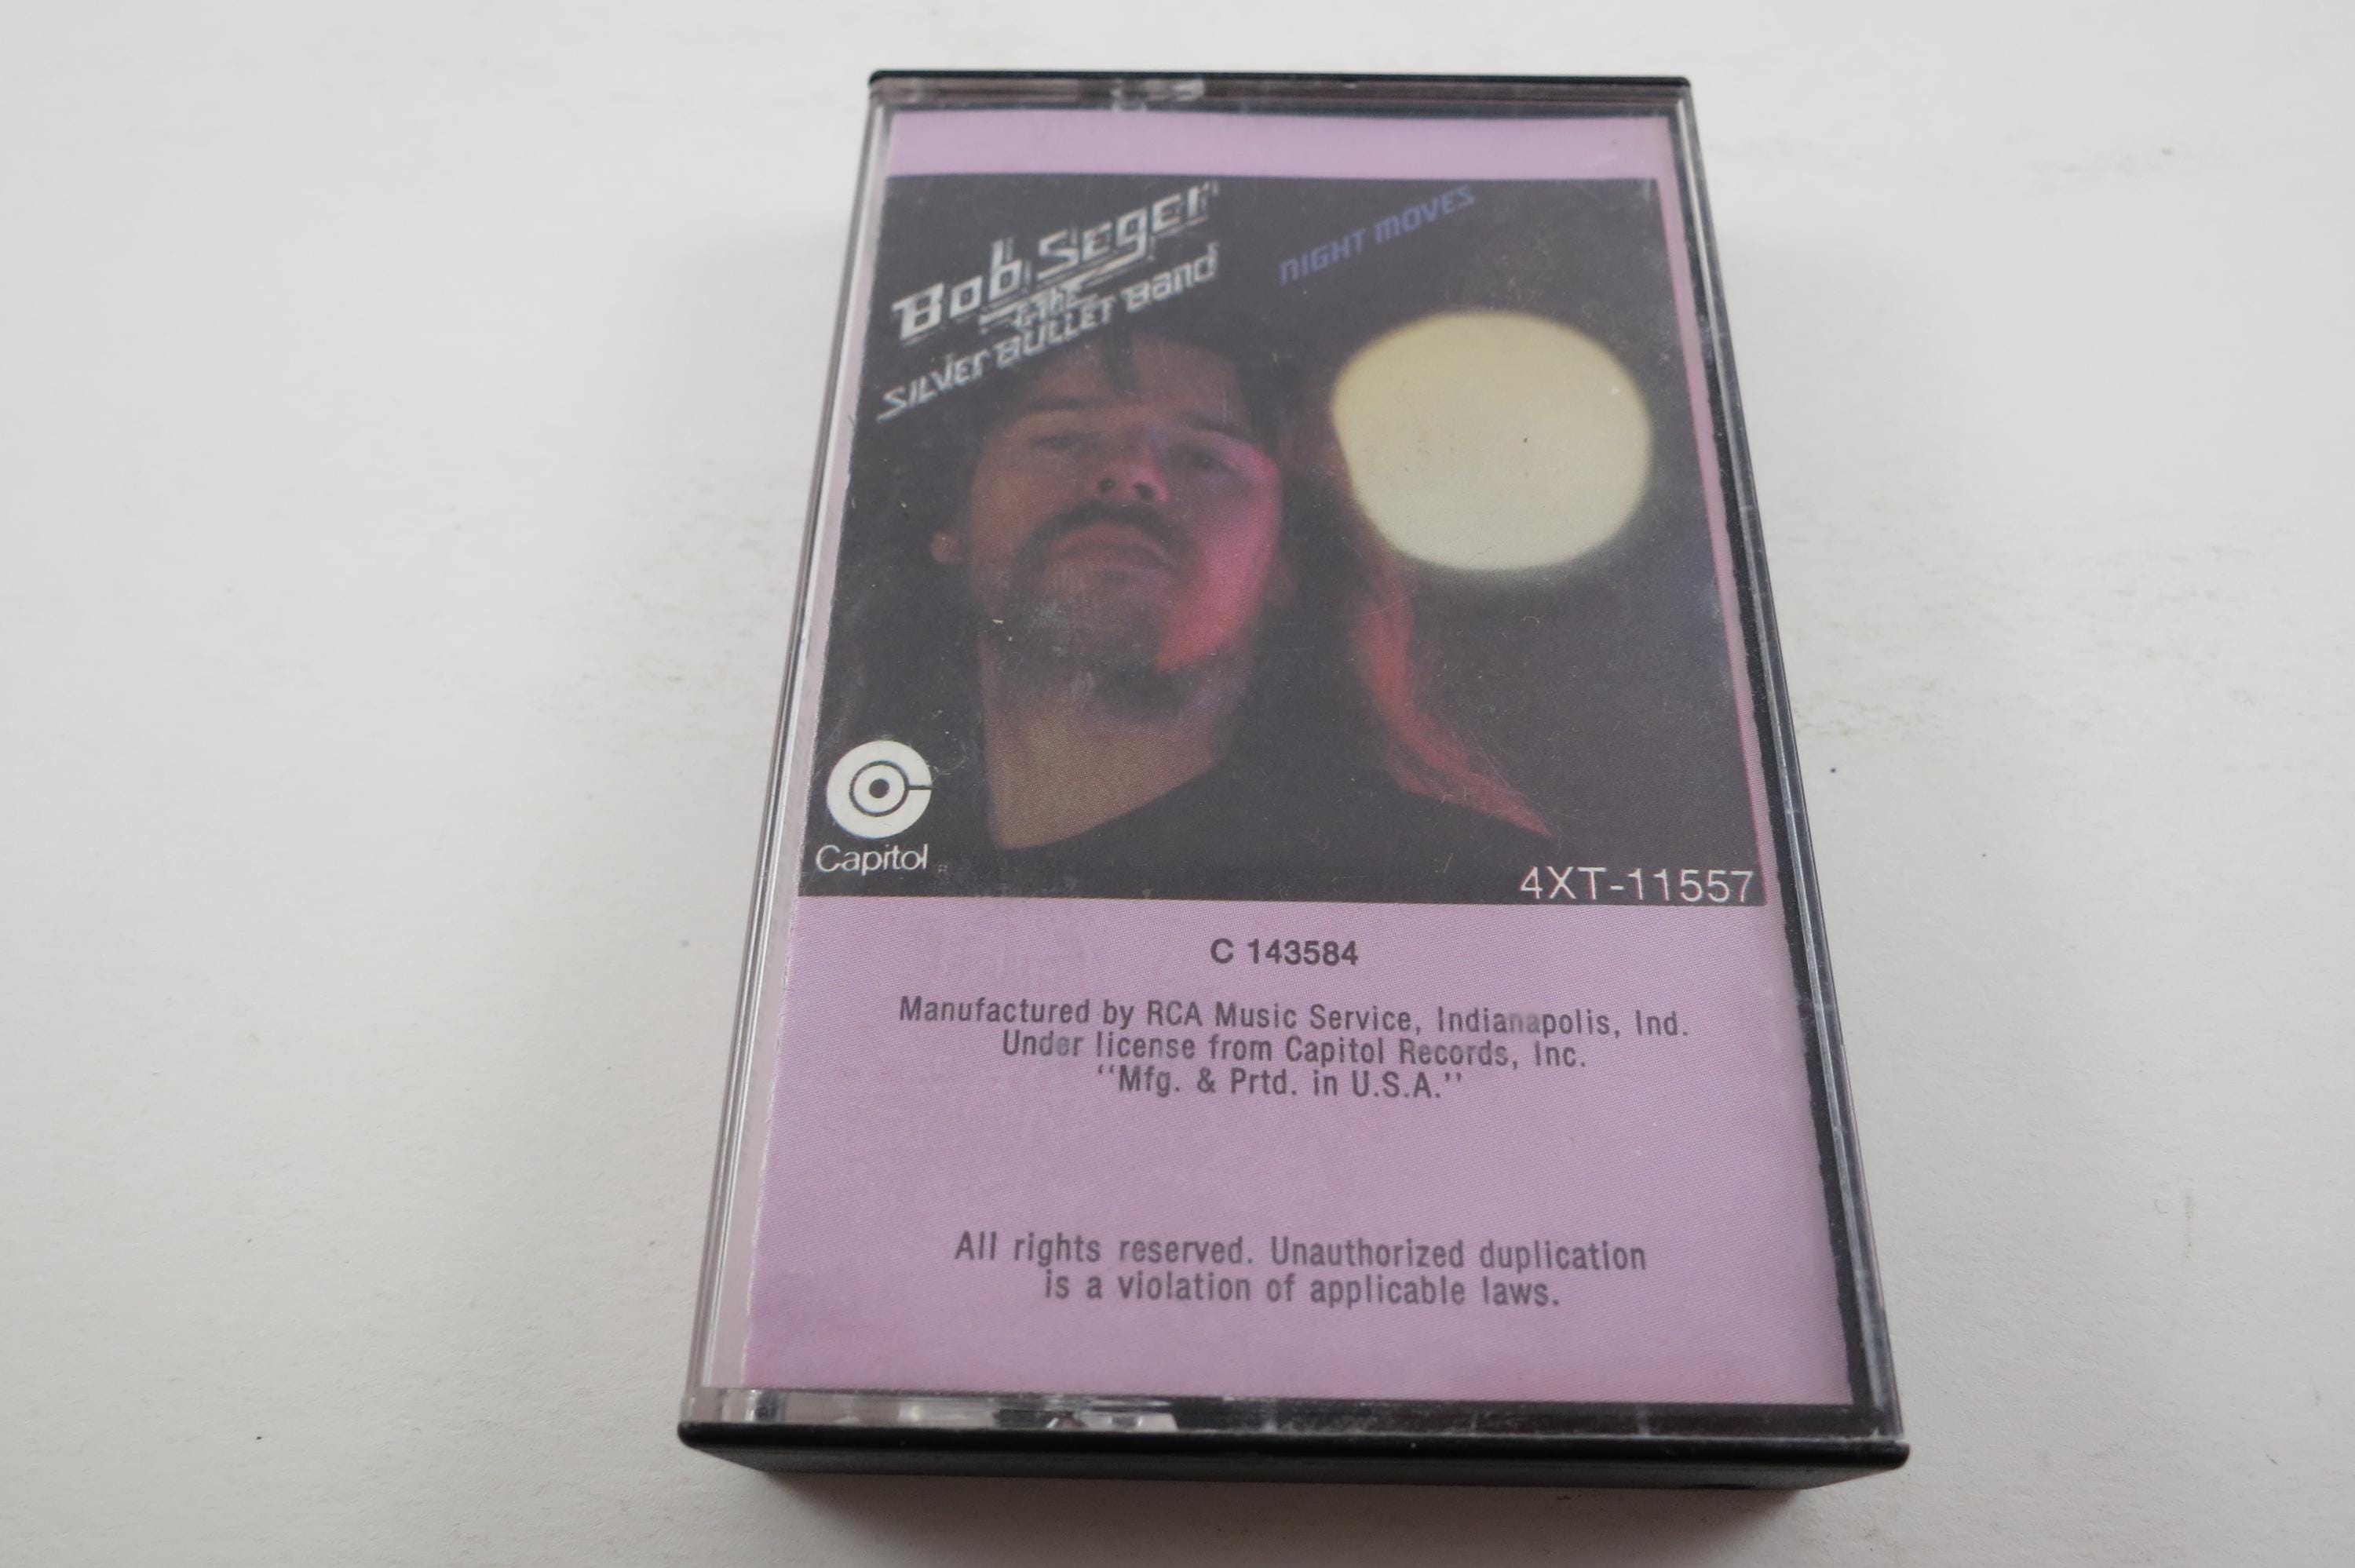 Bob Seger
& The
Silver Bullet Band
NIGHT MOVES
Capitol
4XT-11557
C 143584
Manufactured by RCA Music Service, Indianapolis, Ind.
Under license from Capitol Records, Inc.
“Mfg. & Prtd. in U.S.A.”
All rights reserved. Unauthorized duplication
is a violation of applicable laws.